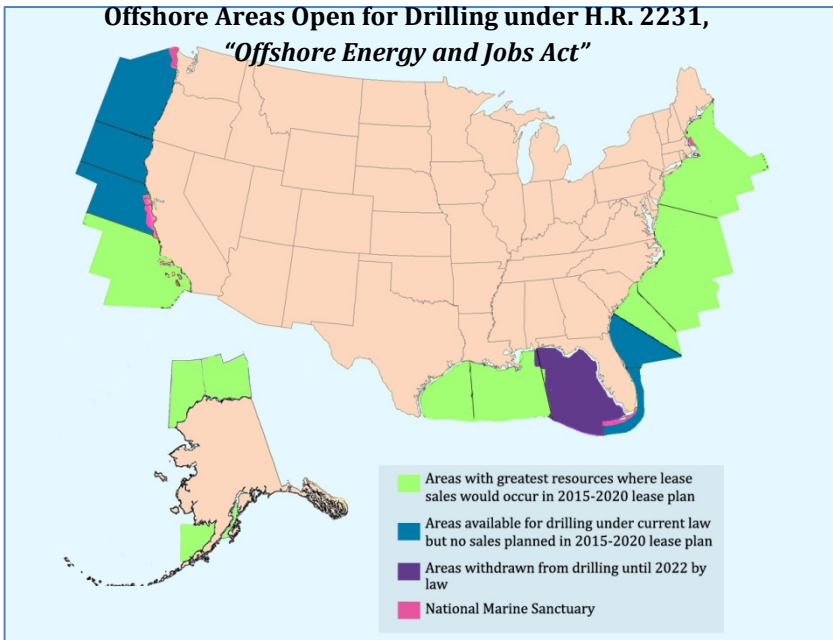 Offshore Areas Open for Drilling under H.R. 2231,
“Offshore Energy and Jobs Act”
Areas with greatest resources where lease
sales would occur in 2015-2020 lease plan
Areas available for drilling under current law
but no sales planned in 2015-2020 lease plan
Areas withdrawn from drilling until 2022 by
law
National Marine Sanctuary